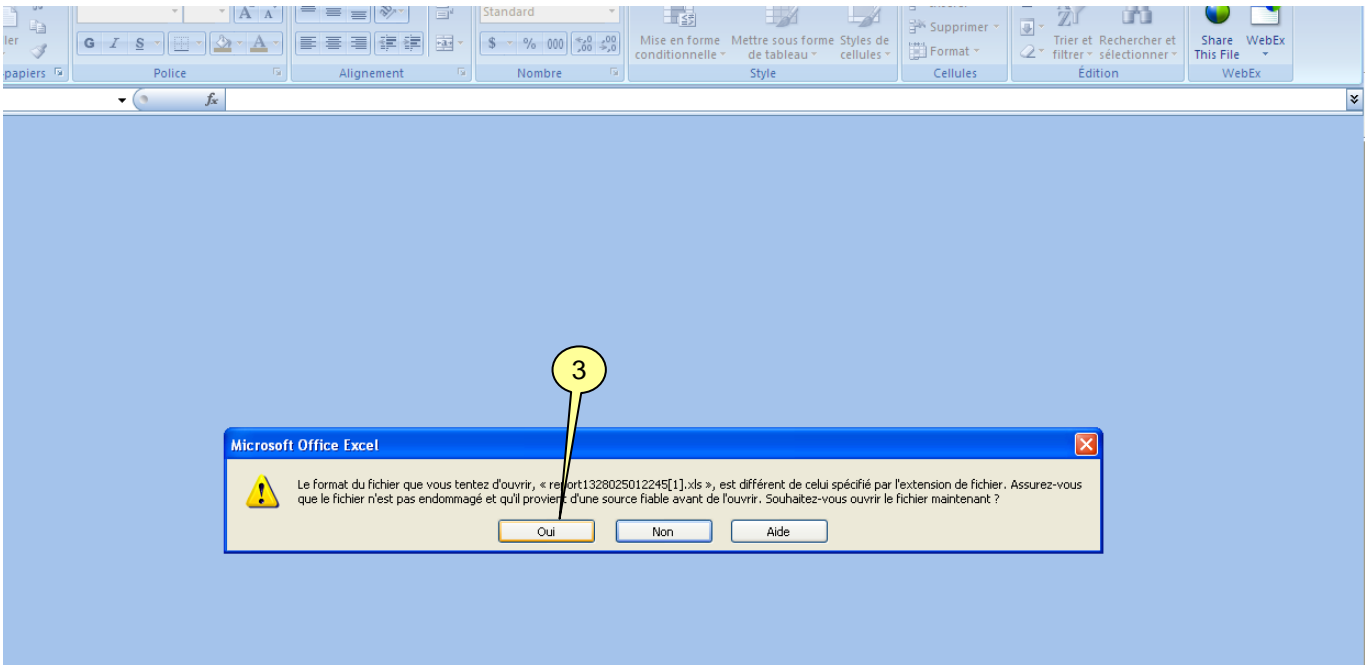 Standard
A A
Supprimer
G I S
A
$ % 000 ,00 ,0
Mise en forme conditionnelle
Mettre sous forme de tableau
Styles de cellules
Format
Trier et filtrer
Rechercher et sélectionner
Share This File
WebEx
Police
Alignement
Nombre
Style
Cellules
Édition
WebEx
fx
3
Microsoft Office Excel
Le format du fichier que vous tentez d'ouvrir, « report1328025012245[1].xls », est différent de celui spécifié par l'extension de fichier. Assurez-vous
que le fichier n'est pas endommagé et qu'il provient d'une source fiable avant de l'ouvrir. Souhaitez-vous ouvrir le fichier maintenant ?
Oui
Non
Aide